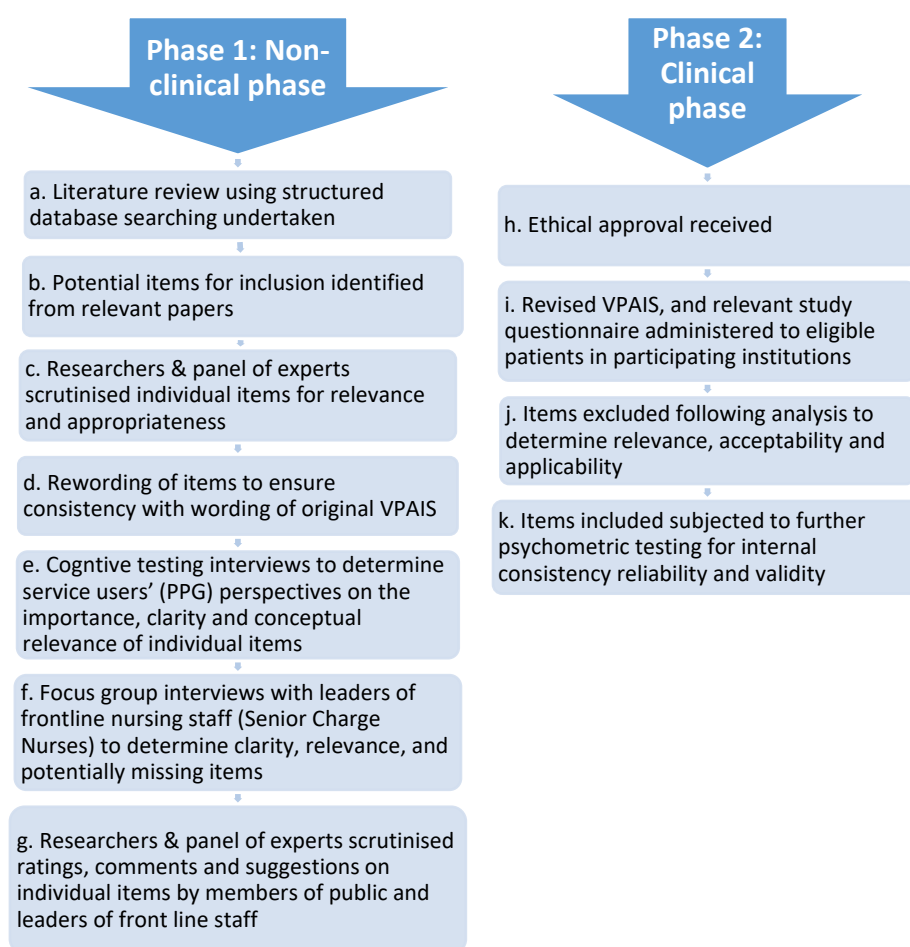 Phase 1: Non-
clinical phase
a. Literature review using structured
database searching undertaken
b. Potential items for inclusion identified
from relevant papers
c. Researchers & panel of experts
scrutinised individual items for relevance
and appropriateness
d. Rewording of items to ensure
consistency with wording of original VPAIS
e. Cogntive testing interviews to determine
service users’ (PPG) perspectives on the
importance, clarity and conceptual
relevance of individual items
f. Focus group interviews with leaders of
frontline nursing staff (Senior Charge
Nurses) to determine clarity, relevance, and
potentially missing items
g. Researchers & panel of experts scrutinised
ratings, comments and suggestions on
individual items by members of public and
leaders of front line staff
Phase 2:
Clinical
phase
h. Ethical approval received
i. Revised VPAIS, and relevant study
questionnaire administered to eligible
patients in participating institutions
j. Items excluded following analysis to
determine relevance, acceptability and
applicability
k. Items included subjected to further
psychometric testing for internal
consistency reliability and validity